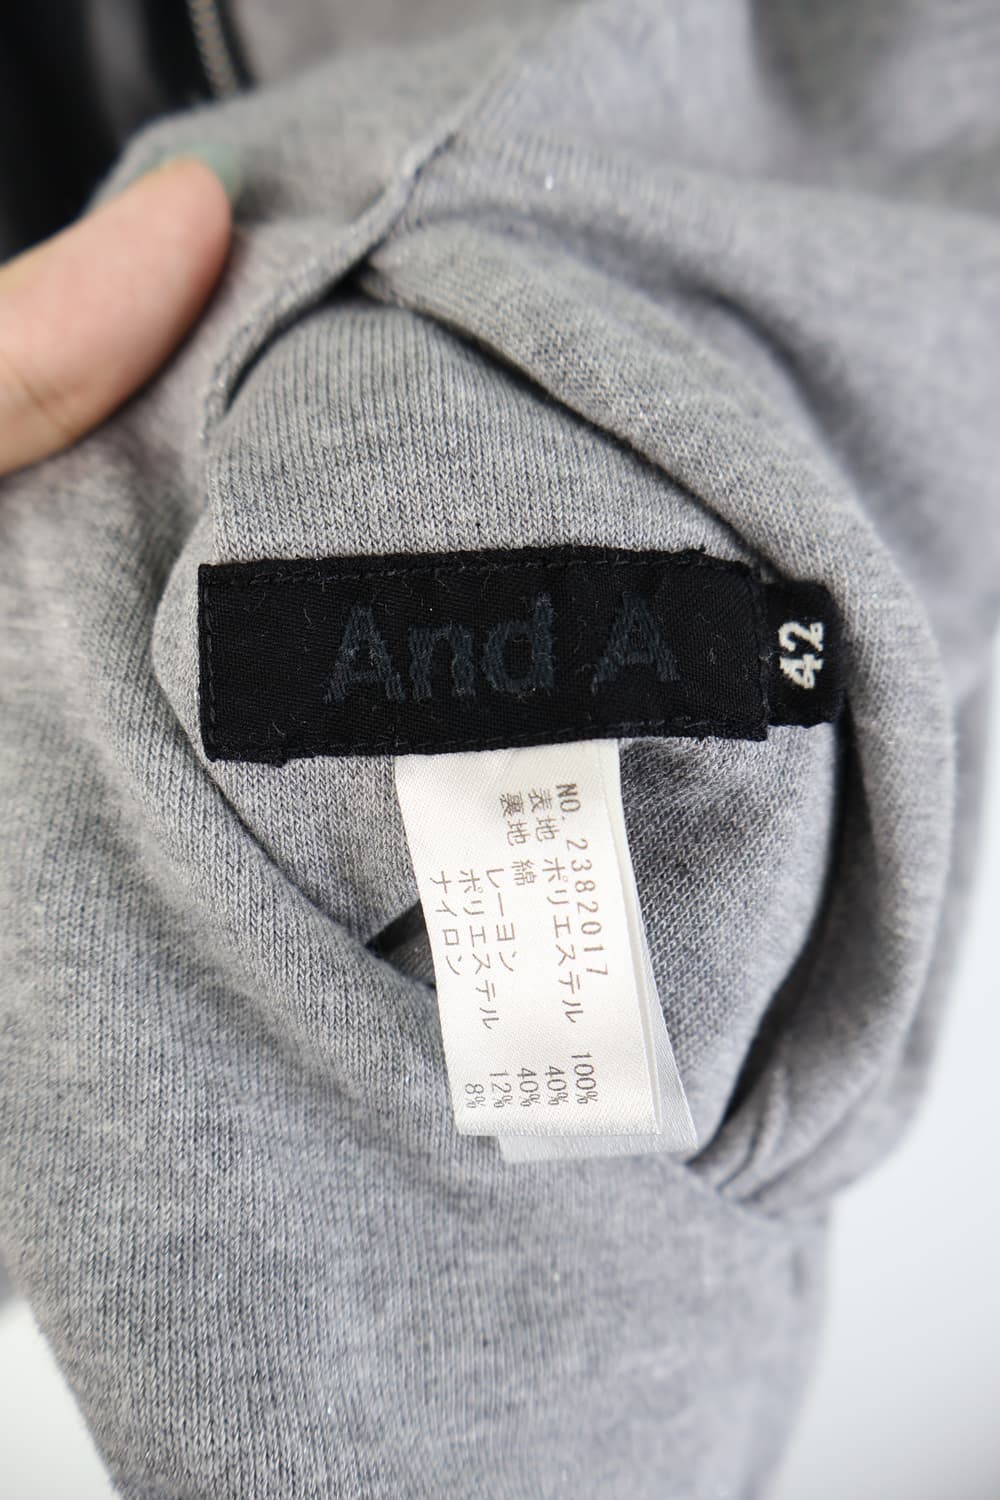 And A
42
NO. 2382017
表地 ポリエステル 100%
裏地 綿 40%
レーヨン 40%
ポリエステル 12%
ナイロン 8%